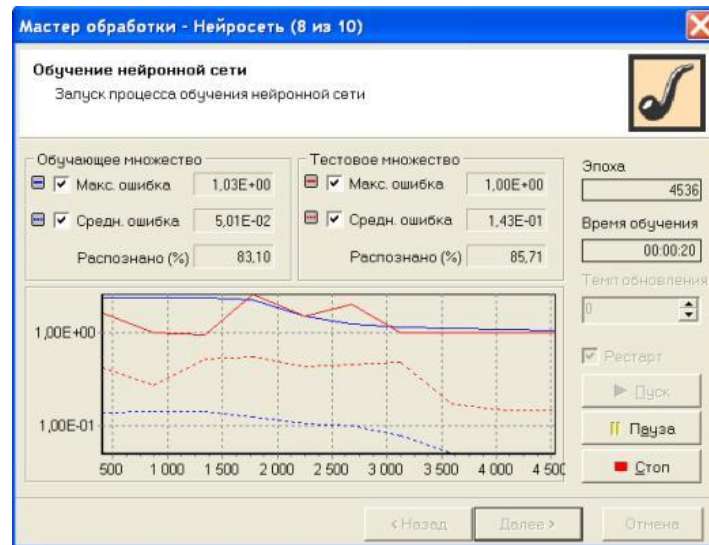 Мастер обработки - Нейросеть (8 из 10)
Обучение нейронной сети
Запуск процесса обучения нейронной сети
Обучающее множество
Макс. ошибка 1,03E+00
Средн. ошибка 5,01E-02
Распознано (%) 83,10
Тестовое множество
Макс. ошибка 1,00E+00
Средн. ошибка 1,43E-01
Распознано (%) 85,71
Эпоха
4536
Время обучения
00:00:20
Темп обновления
0
Рестарт
Пуск
Пауза
Стоп
1,00E+00
1,00E-01
500 1 000 1 500 2 000 2 500 3 000 3 500 4 000 4 500
< Назад Далее > Отмена